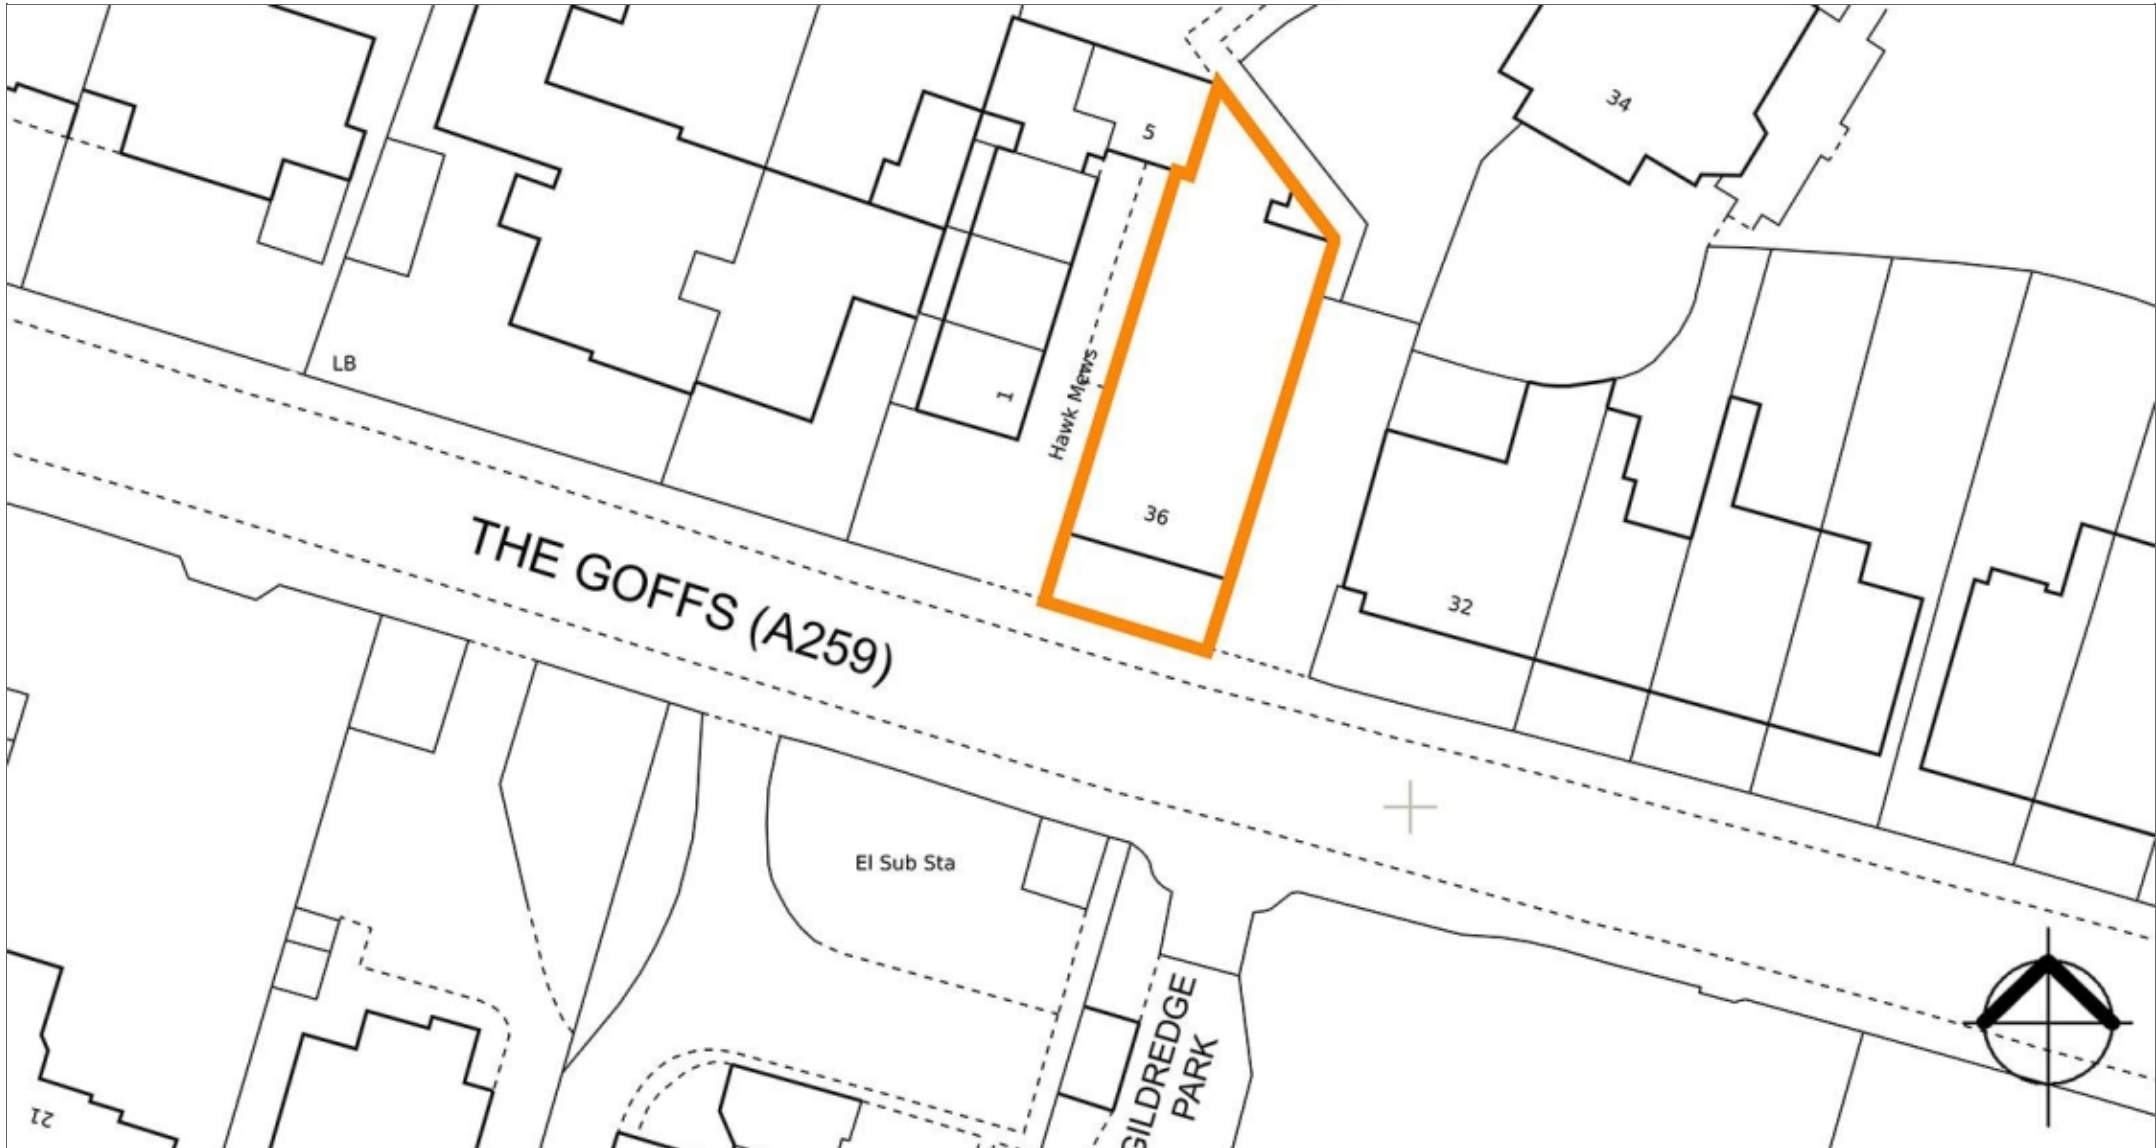 34
5
LB
1
Hawk Mews
36
THE GOFFS (A259)
32
El Sub Sta
GILDREDGE
PARK
21